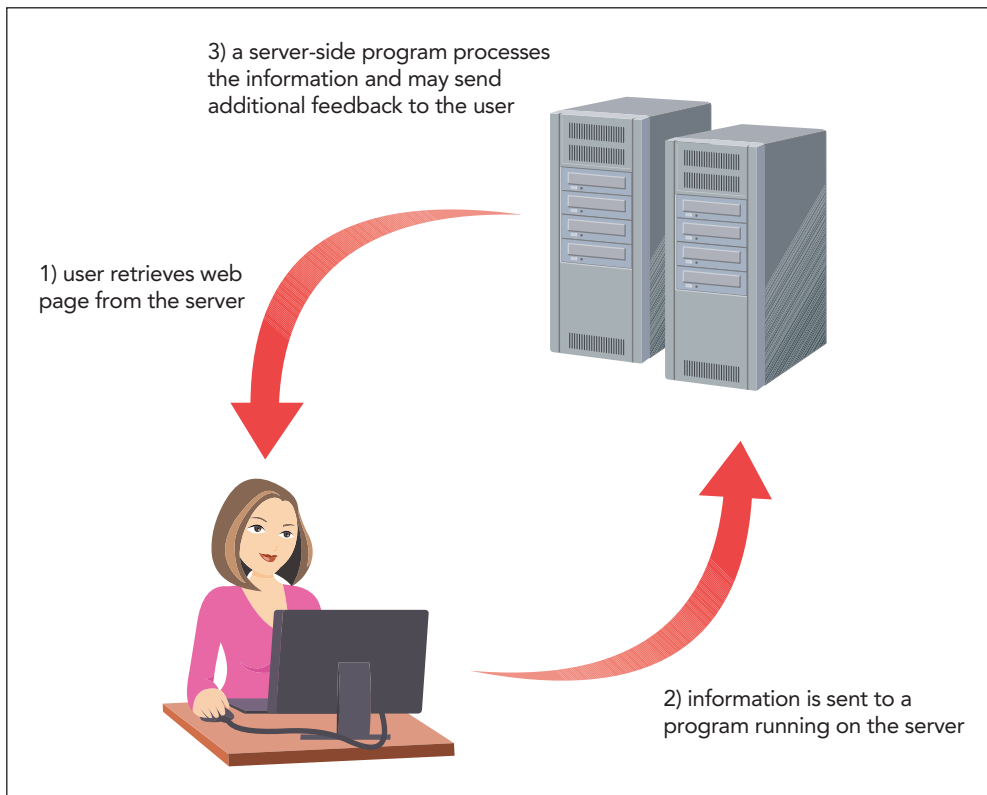 3) a server-side program processes
the information and may send
additional feedback to the user
1) user retrieves web
page from the server
2) information is sent to a
program running on the server